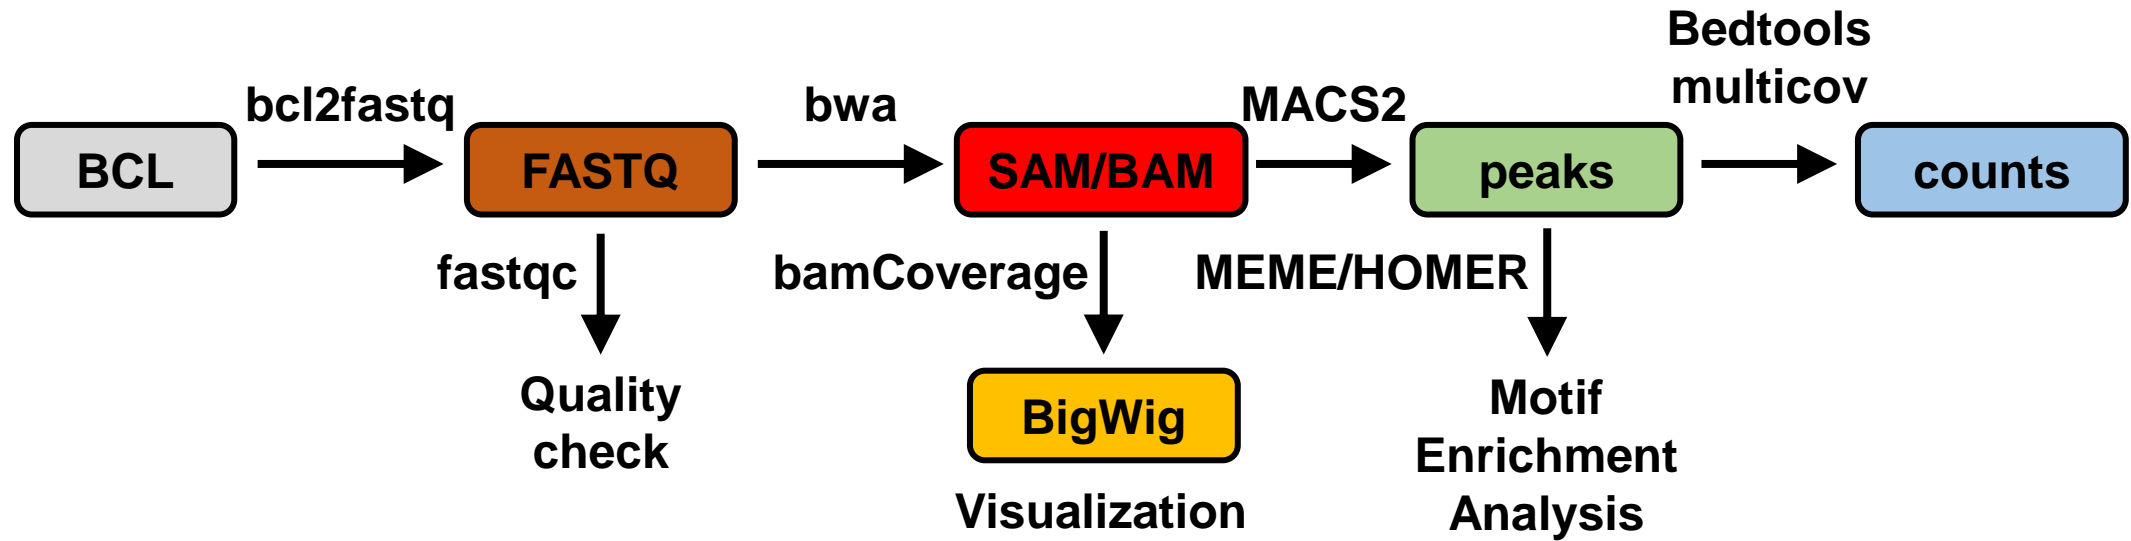 Bedtools
multicov
bcl2fastq
bwa
MACS2
BCL
FASTQ
SAM/BAM
peaks
counts
fastqc
bamCoverage
MEME/HOMER
Quality
check
BigWig
Visualization
Motif
Enrichment
Analysis